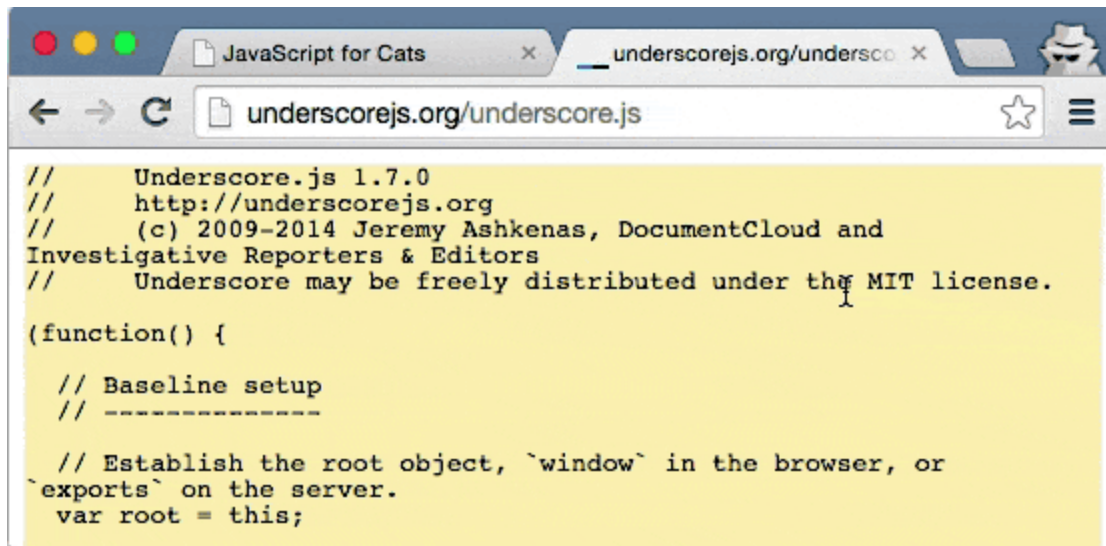 JavaScript for Cats
underscorejs.org/undersco
underscorejs.org/underscore.js
//     Underscore.js 1.7.0
//     http://underscorejs.org
//     (c) 2009-2014 Jeremy Ashkenas, DocumentCloud and
Investigative Reporters & Editors
//     Underscore may be freely distributed under the MIT license.
(function() {
  // Baseline setup
  // --------------
  // Establish the root object, `window` in the browser, or
`exports` on the server.
  var root = this;